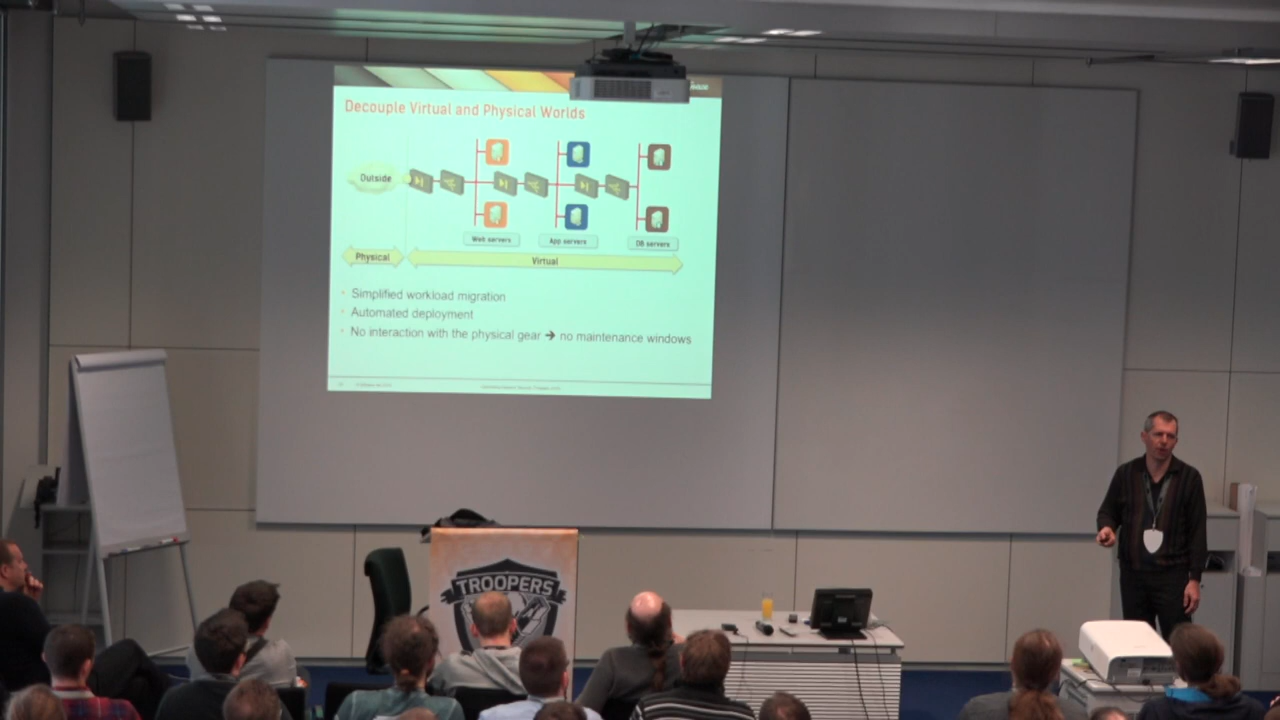 Decouple Virtual and Physical Worlds
Outside
Web servers
App servers
DB servers
Physical
Virtual
Simplified workload migration
Automated deployment
No interaction with the physical gear ➔ no maintenance windows
TROOPERS